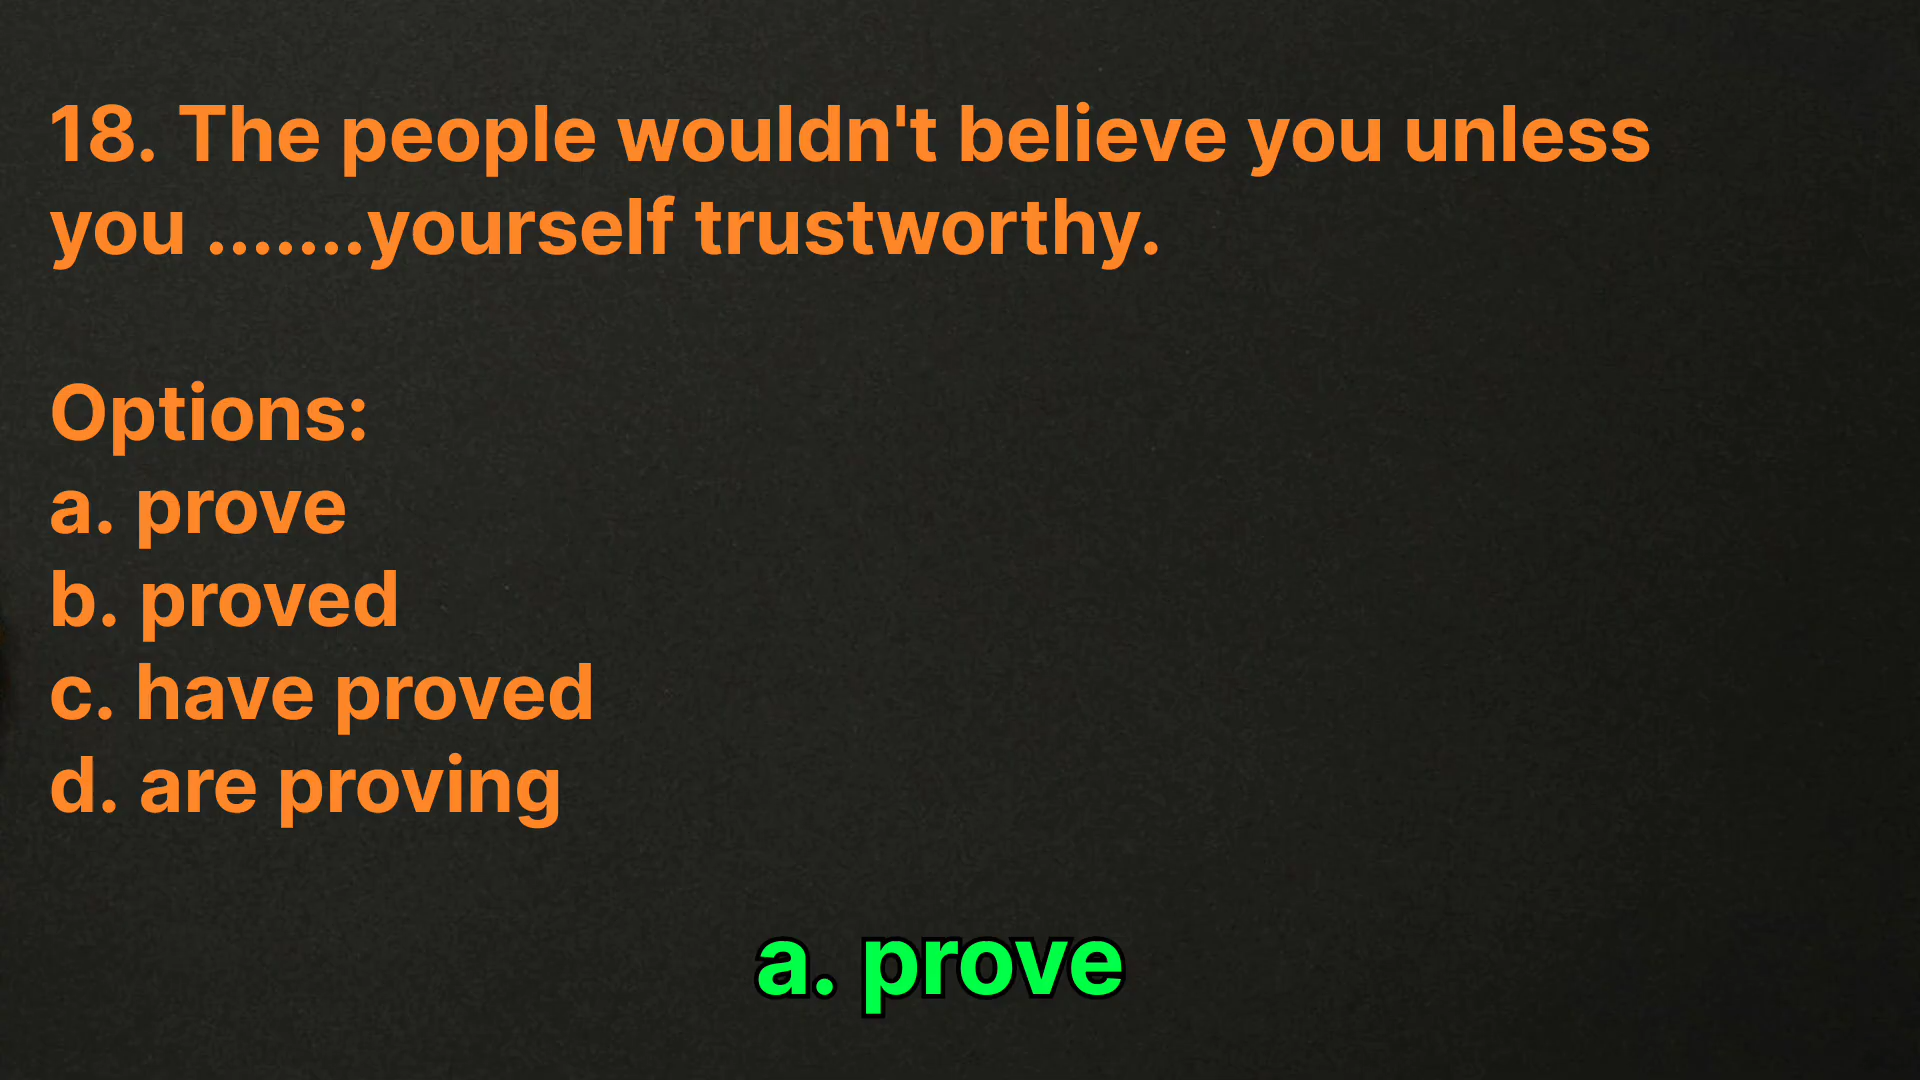 18. The people wouldn't believe you unless
you .......yourself trustworthy.
Options:
a. prove
b. proved
c. have proved
d. are proving
a. prove